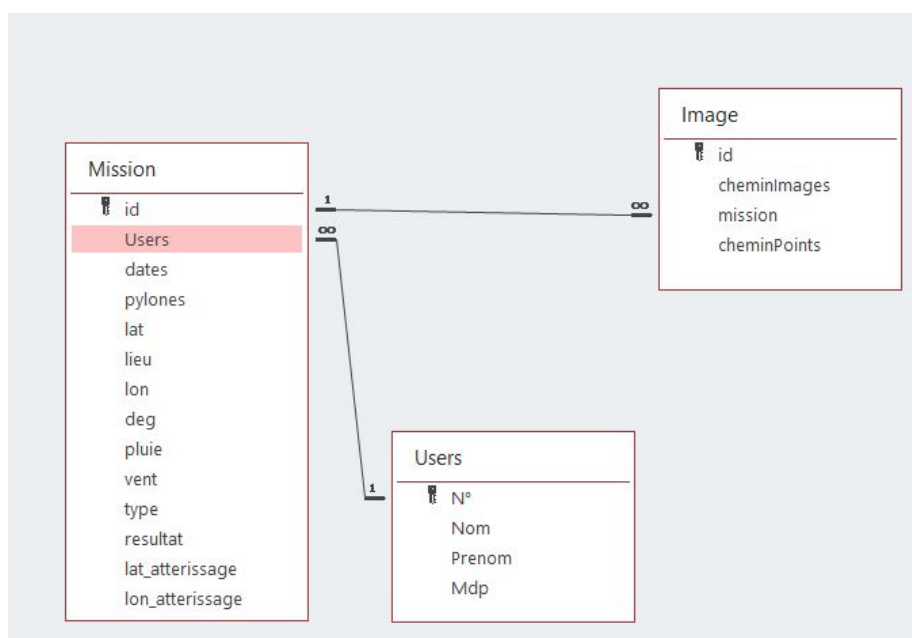 Mission
id
Users
dates
pylones
lat
lieu
lon
deg
pluie
vent
type
resultat
lat_atterissage
lon_atterissage
1
∞
∞
1
Image
id
cheminImages
mission
cheminPoints
Users
N°
Nom
Prenom
Mdp